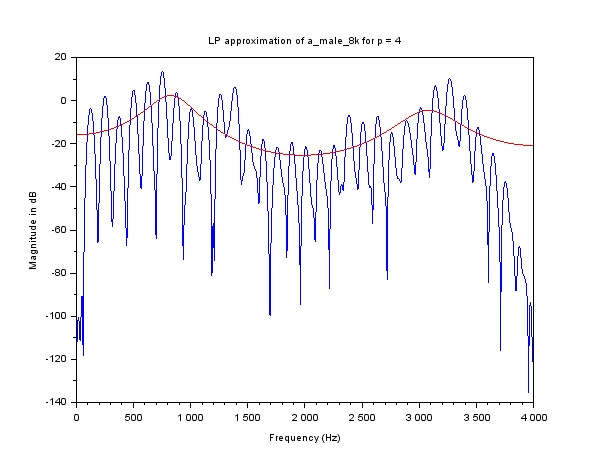 LP approximation of a_male_8k for p = 4
20
0
-20
-40
-60
-80
-100
-120
-140
Magnitude in dB
0 500 1 000 1 500 2 000 2 500 3 000 3 500 4 000
Frequency (Hz)